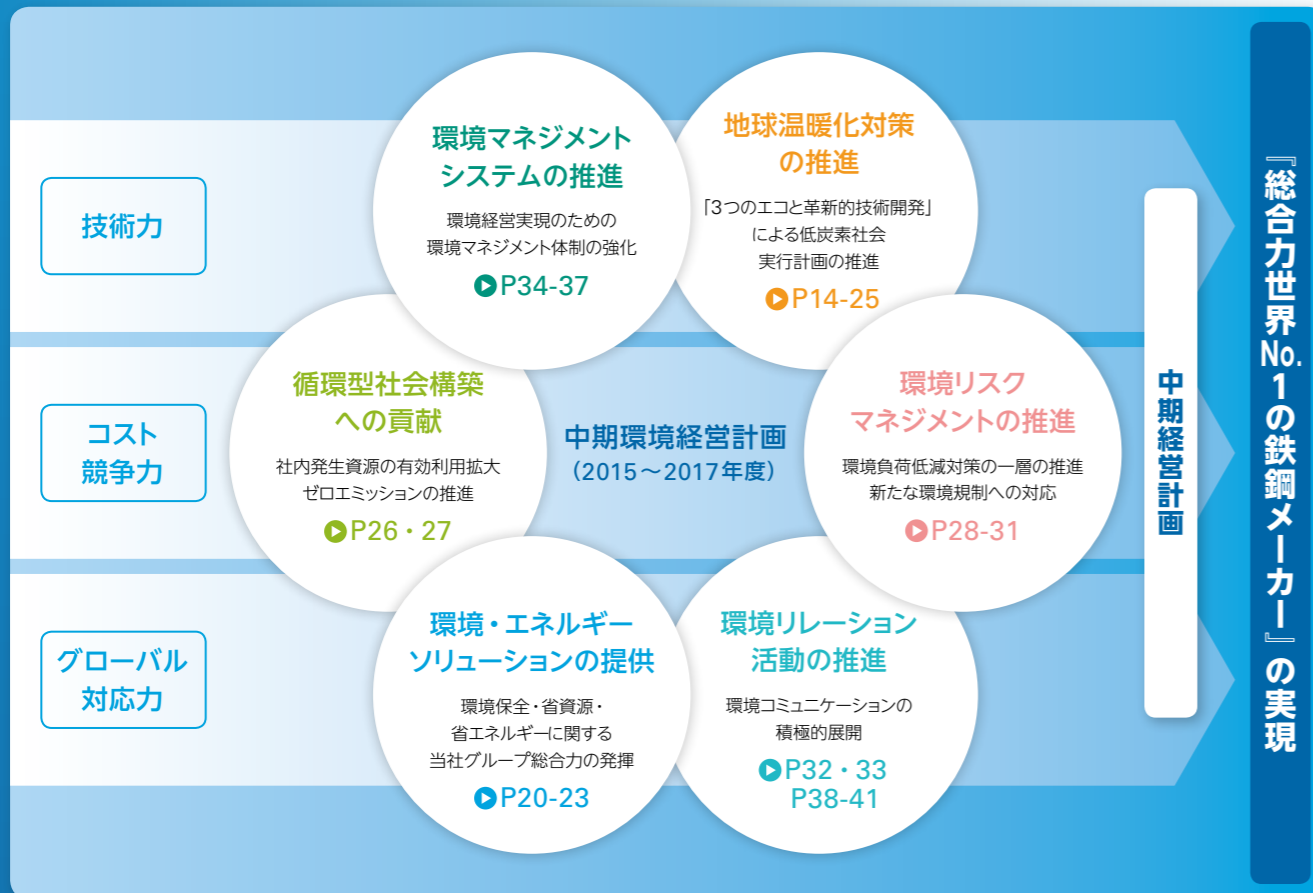 技術力
コスト
競争力
グローバル
対応力
環境マネジメント
システムの推進
環境経営実現のための
環境マネジメント体制の強化
P34-37
地球温暖化対策
の推進
「3つのエコと革新的技術開発」
による低炭素社会
実行計画の推進
P14-25
循環型社会構築
への貢献
社内発生資源の有効利用拡大
ゼロエミッションの推進
P26・27
中期環境経営計画
（2015～2017年度）
環境リスク
マネジメントの推進
環境負荷低減対策の一層の推進
新たな環境規制への対応
P28-31
環境・エネルギー
ソリューションの提供
環境保全・省資源・
省エネルギーに関する
当社グループ総合力の発揮
P20-23
環境リレーション
活動の推進
環境コミュニケーションの
積極的展開
P32・33
P38-41
中期経営計画
『総合力世界No.1の鉄鋼メーカー』の実現